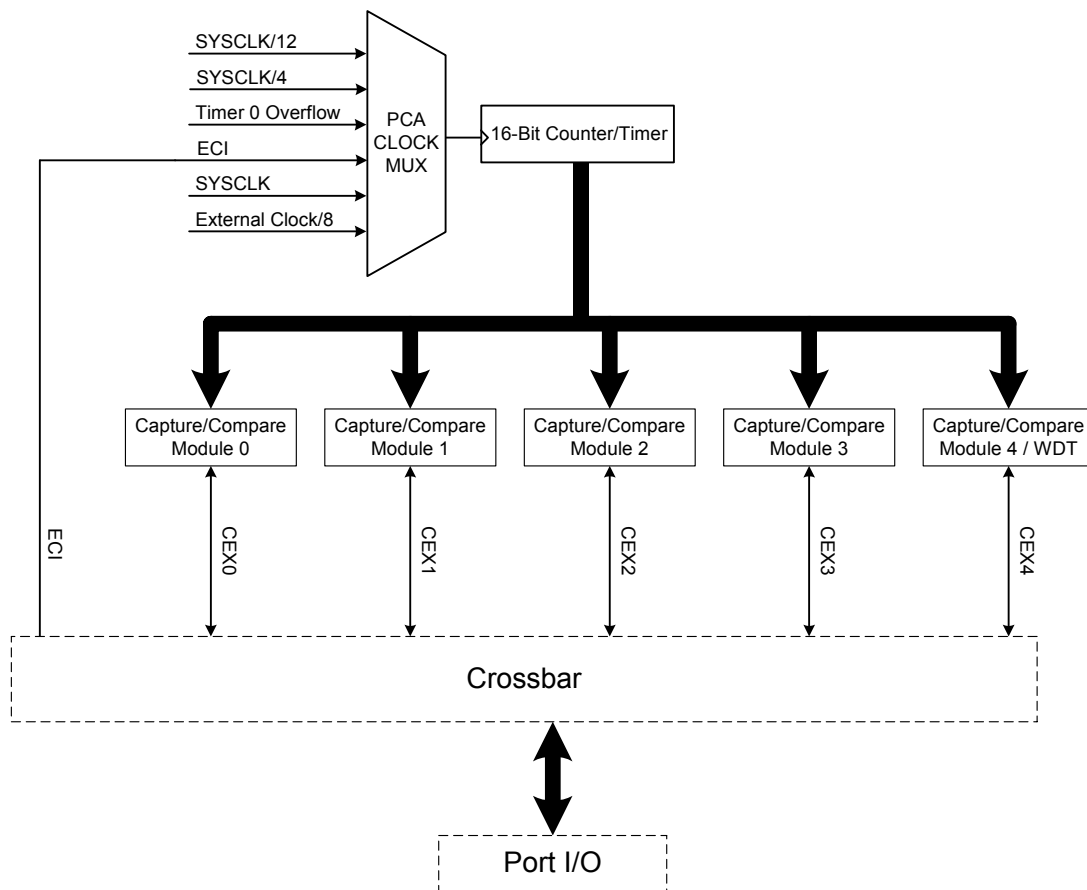 SYSCLK/12
SYSCLK/4
Timer 0 Overflow
ECI
SYSCLK
External Clock/8
PCA
CLOCK
MUX
16-Bit Counter/Timer
Capture/Compare
Module 0
Capture/Compare
Module 1
Capture/Compare
Module 2
Capture/Compare
Module 3
Capture/Compare
Module 4 / WDT
ECI
CEX0
CEX1
CEX2
CEX3
CEX4
Crossbar
Port I/O